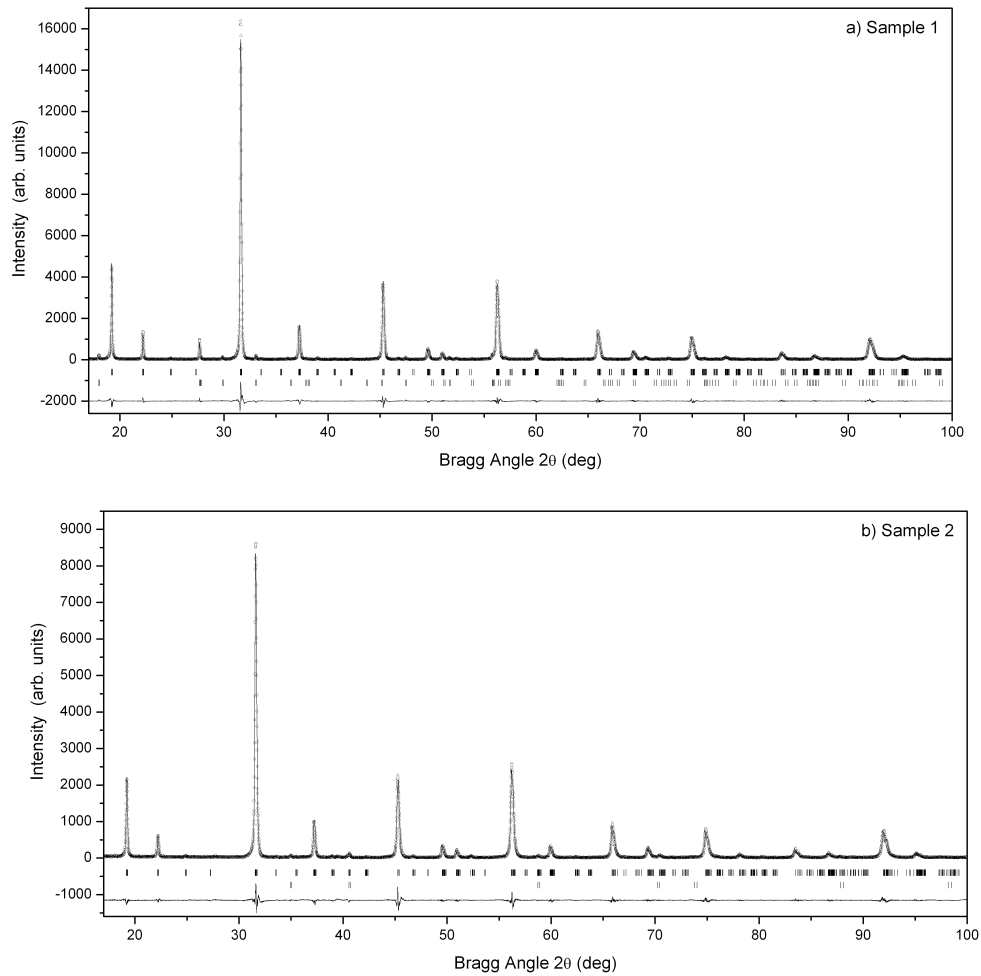 a) Sample 1
16000
14000
12000
10000
8000
6000
4000
2000
0
-2000
Intensity (arb. units)
20 30 40 50 60 70 80 90 100
Bragg Angle 2θ (deg)
b) Sample 2
9000
8000
7000
6000
5000
4000
3000
2000
1000
0
-1000
Intensity (arb. units)
20 30 40 50 60 70 80 90 100
Bragg Angle 2θ (deg)